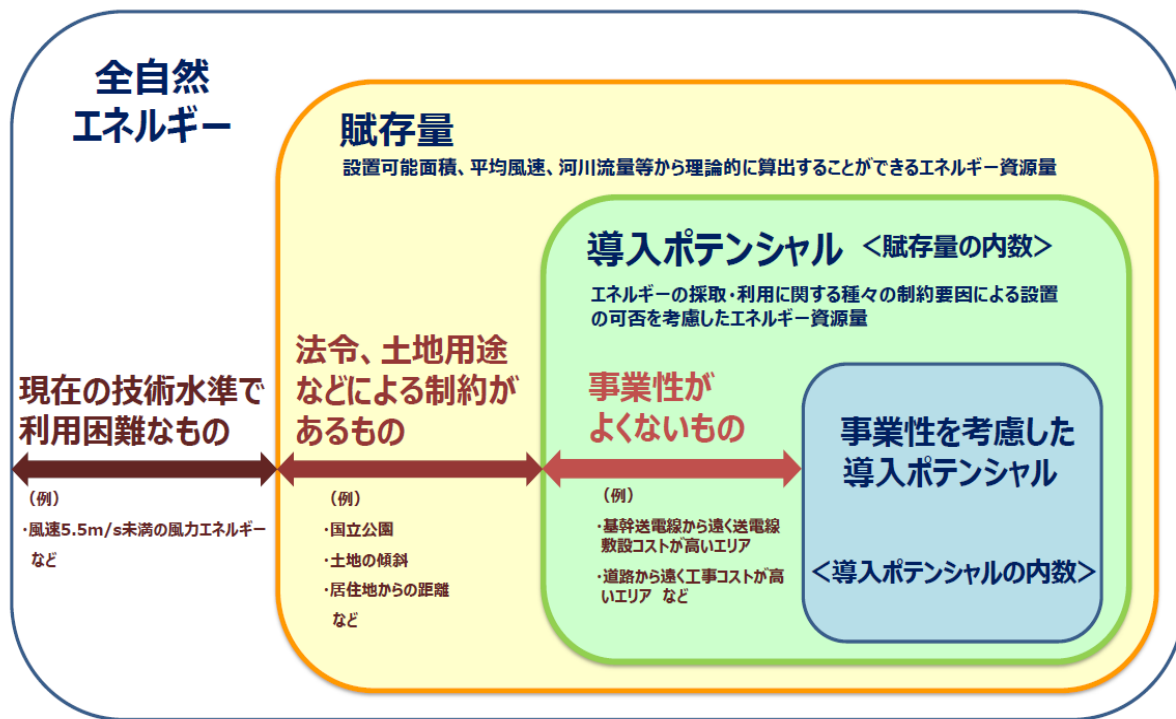 全自然
エネルギー
賦存量
設置可能面積、平均風速、河川流量等から理論的に算出することができるエネルギー資源量
導入ポテンシャル <賦存量の内数>
エネルギーの採取・利用に関する種々の制約要因による設置
の可否を考慮したエネルギー資源量
現在の技術水準で
利用困難なもの
(例)
・風速5.5m/s未満の風力エネルギー
など
法令、土地用途
などによる制約が
あるもの
(例)
・国立公園
・土地の傾斜
・居住地からの距離
など
事業性が
よくないもの
(例)
・基幹送電線から遠く送電線
敷設コストが高いエリア
・道路から遠く工事コストが高
いエリア など
事業性を考慮した
導入ポテンシャル
<導入ポテンシャルの内数>